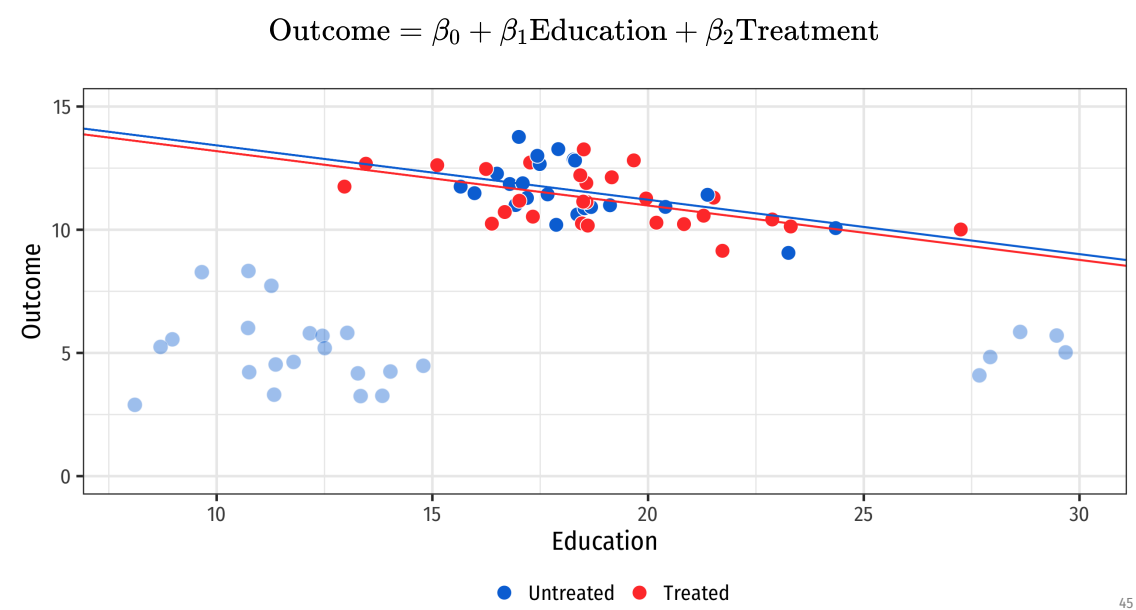 Outcome = β₀ + β₁Education + β₂Treatment
15
10
5
0
Outcome
10 15 20 25 30
Education
Untreated Treated
45